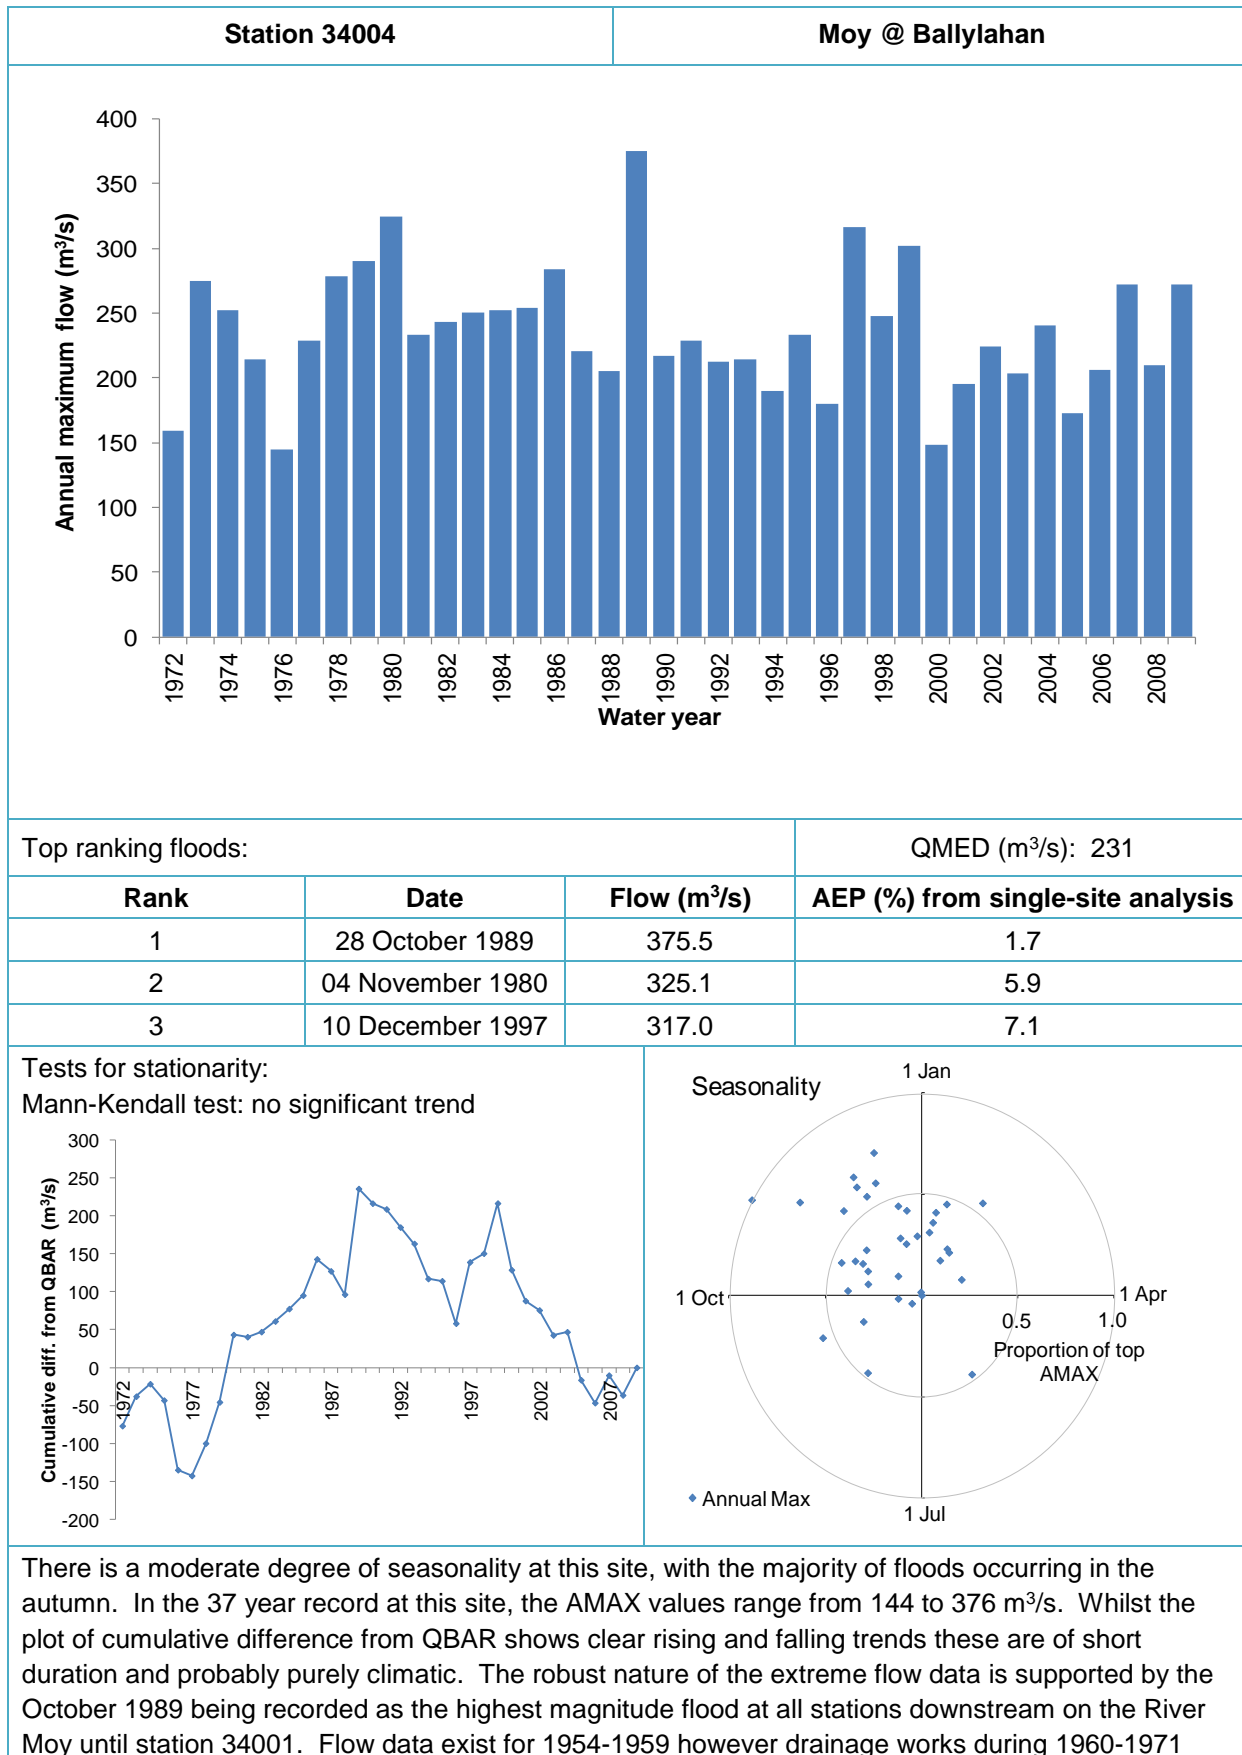 Station 34004
Moy @ Ballylahan
400
350
300
250
200
150
100
50
0
Annual maximum flow (m³/s)
1972
1974
1976
1978
1980
1982
1984
1986
1988
1990
1992
1994
1996
1998
2000
2002
2004
2006
2008
Water year
Top ranking floods:
QMED (m³/s): 231
Rank
Date
Flow (m³/s)
AEP (%) from single-site analysis
1
28 October 1989
375.5
1.7
2
04 November 1980
325.1
5.9
3
10 December 1997
317.0
7.1
Tests for stationarity:
Mann-Kendall test: no significant trend
300
250
200
150
100
50
0
-50
-100
-150
-200
Cumulative diff. from QBAR (m³/s)
1972
1977
1982
1987
1992
1997
2002
2007
Seasonality
1 Jan
1 Oct
1 Apr
0.5
1.0
Proportion of top
AMAX
Annual Max
1 Jul
There is a moderate degree of seasonality at this site, with the majority of floods occurring in the
autumn. In the 37 year record at this site, the AMAX values range from 144 to 376 m³/s. Whilst the
plot of cumulative difference from QBAR shows clear rising and falling trends these are of short
duration and probably purely climatic. The robust nature of the extreme flow data is supported by the
October 1989 being recorded as the highest magnitude flood at all stations downstream on the River
Moy until station 34001. Flow data exist for 1954-1959 however drainage works during 1960-1971